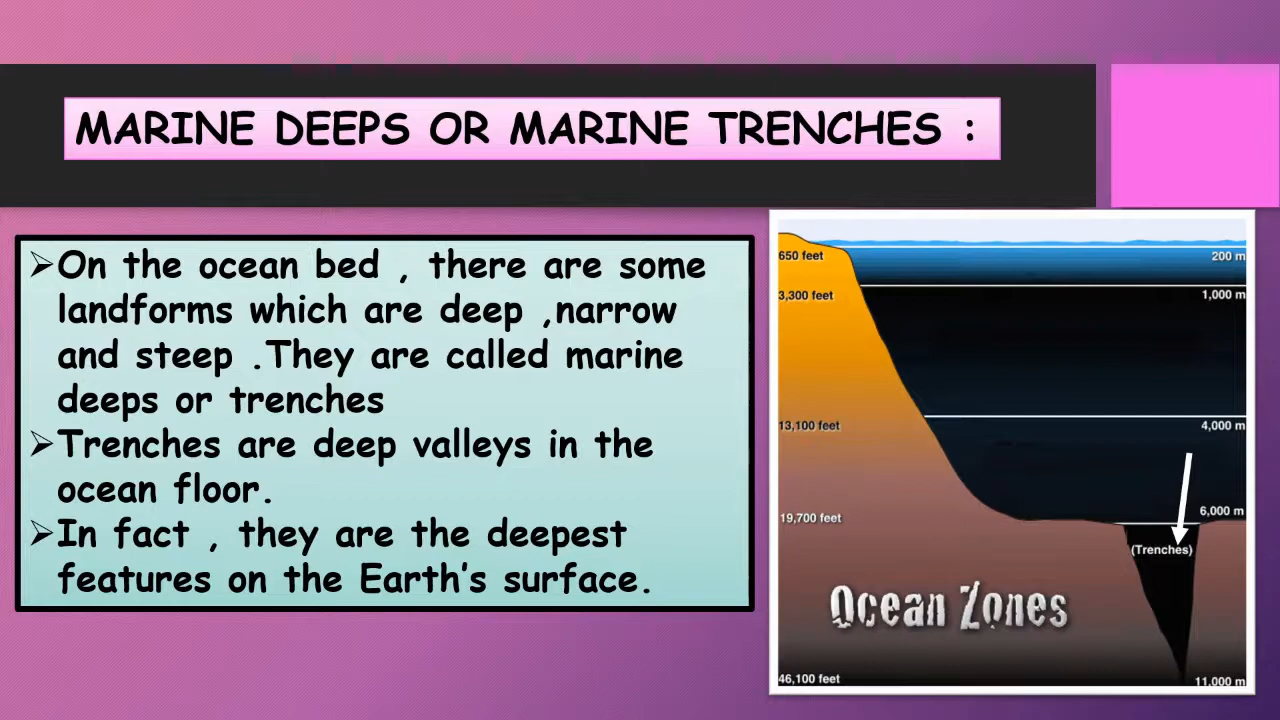 MARINE DEEPS OR MARINE TRENCHES :
➢On the ocean bed , there are some
landforms which are deep ,narrow
and steep .They are called marine
deeps or trenches
➢Trenches are deep valleys in the
ocean floor.
➢In fact , they are the deepest
features on the Earth's surface.
650 feet 200 m
3,300 feet 1,000 m
13,100 feet 4,000 m
19,700 feet 6,000 m
(Trenches)
Ocean Zones
46,100 feet 11,000 m